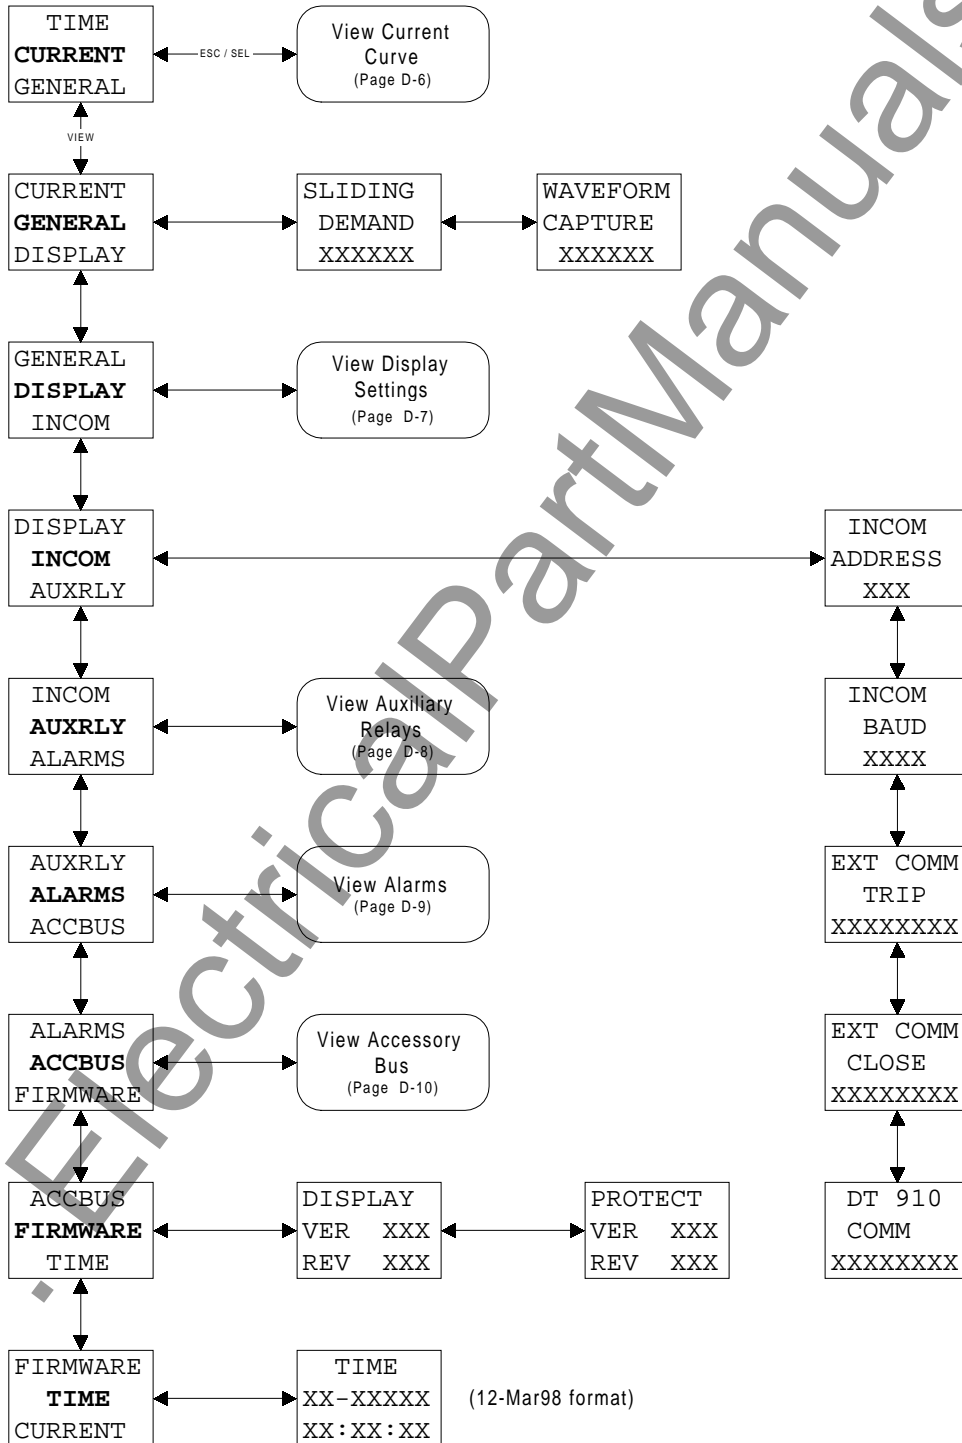 TIME
CURRENT
GENERAL
ESC / SEL
View Current
Curve
(Page D-6)
VIEW
CURRENT
GENERAL
DISPLAY
SLIDING
DEMAND
XXXXXX
WAVEFORM
CAPTURE
XXXXXX
GENERAL
DISPLAY
INCOM
View Display
Settings
(Page D-7)
DISPLAY
INCOM
AUXRLY
INCOM
ADDRESS
XXX
INCOM
AUXRLY
ALARMS
View Auxiliary
Relays
(Page D-8)
INCOM
BAUD
XXXX
AUXRLY
ALARMS
ACCBUS
View Alarms
(Page D-9)
EXT COMM
TRIP
XXXXXXXX
ALARMS
ACCBUS
FIRMWARE
View Accessory
Bus
(Page D-10)
EXT COMM
CLOSE
XXXXXXXX
ACCBUS
FIRMWARE
TIME
DISPLAY
VER XXX
REV XXX
PROTECT
VER XXX
REV XXX
DT 910
COMM
XXXXXXXX
FIRMWARE
TIME
CURRENT
TIME
XX-XXXXX
XX:XX:XX
(12-Mar98 format)
. ElectricalPartManuals